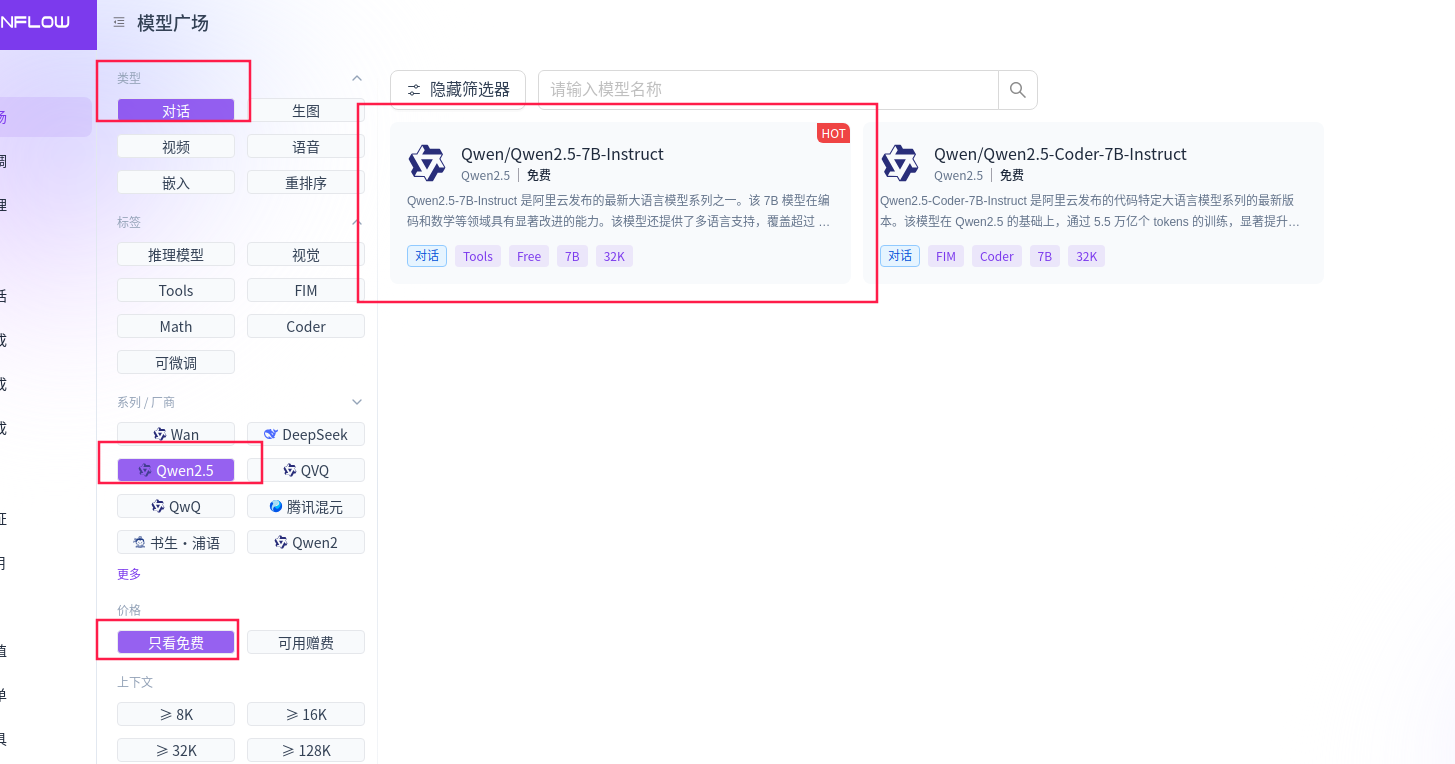 NFLOW
模型广场
场
调
理
活
成
成
成
证
明
值
单
具
类型
对话
生图
视频
语音
嵌入
重排序
标签
推理模型
视觉
Tools
FIM
Math
Coder
可微调
系列 / 厂商
Wan
DeepSeek
Qwen2.5
QVQ
QwQ
腾讯混元
书生・浦语
Qwen2
更多
价格
只看免费
可用赠费
上下文
⩾ 8K
⩾ 16K
⩾ 32K
⩾ 128K
隐藏筛选器
请输入模型名称
HOT
Qwen/Qwen2.5-7B-Instruct
Qwen2.5 | 免费
Qwen2.5-7B-Instruct 是阿里云发布的最新大语言模型系列之一。该 7B 模型在编
码和数学等领域具有显著改进的能力。该模型还提供了多语言支持，覆盖超过 …
对话 Tools Free 7B 32K
Qwen/Qwen2.5-Coder-7B-Instruct
Qwen2.5 | 免费
Qwen2.5-Coder-7B-Instruct 是阿里云发布的代码特定大语言模型系列的最新版
本。该模型在 Qwen2.5 的基础上，通过 5.5 万亿个 tokens 的训练，显著提升…
对话 FIM Coder 7B 32K